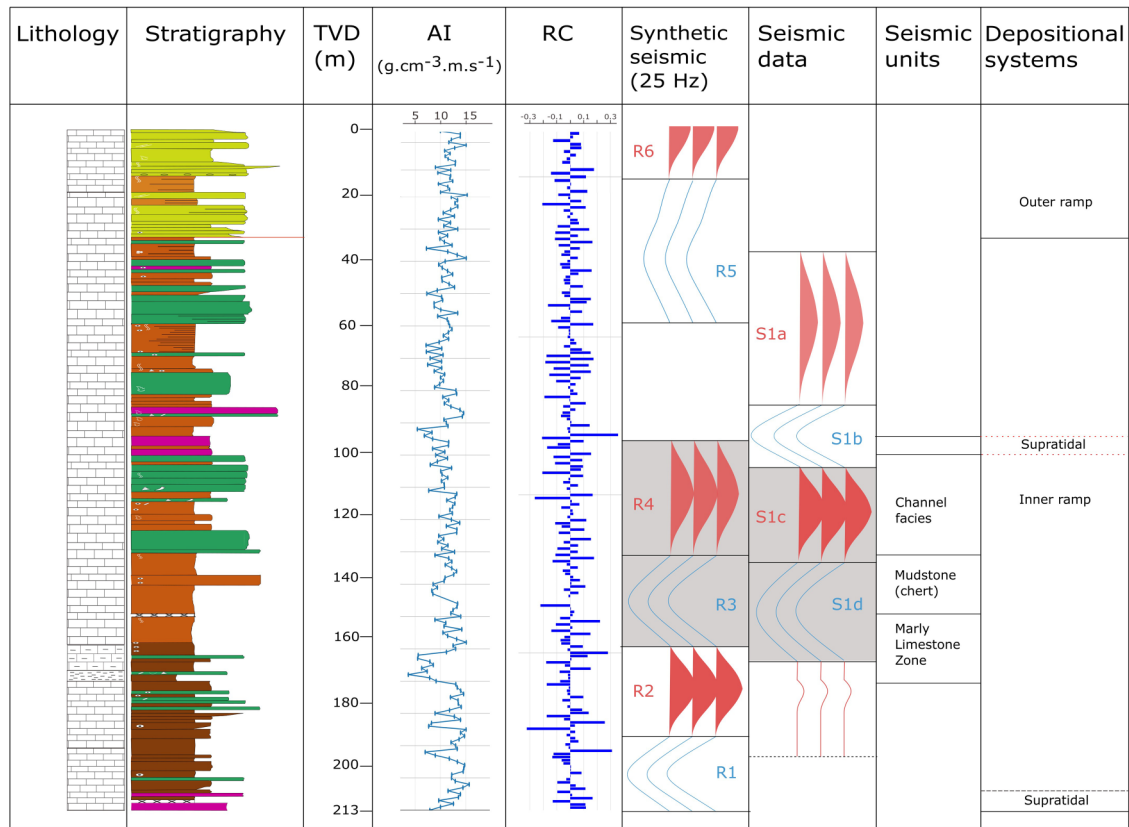 Lithology
Stratigraphy
TVD
(m)
AI
(g.cm-3.m.s-1)
RC
Synthetic
seismic
(25 Hz)
Seismic
data
Seismic
units
Depositional
systems
5 10 15
-0.3 -0.1 0.1 0.3
0
20
40
60
80
100
120
140
160
180
200
213
R6
R5
R4
R3
R2
R1
S1a
S1b
S1c
S1d
Channel
facies
Mudstone
(chert)
Marly
Limestone
Zone
Outer ramp
Supratidal
Inner ramp
Supratidal